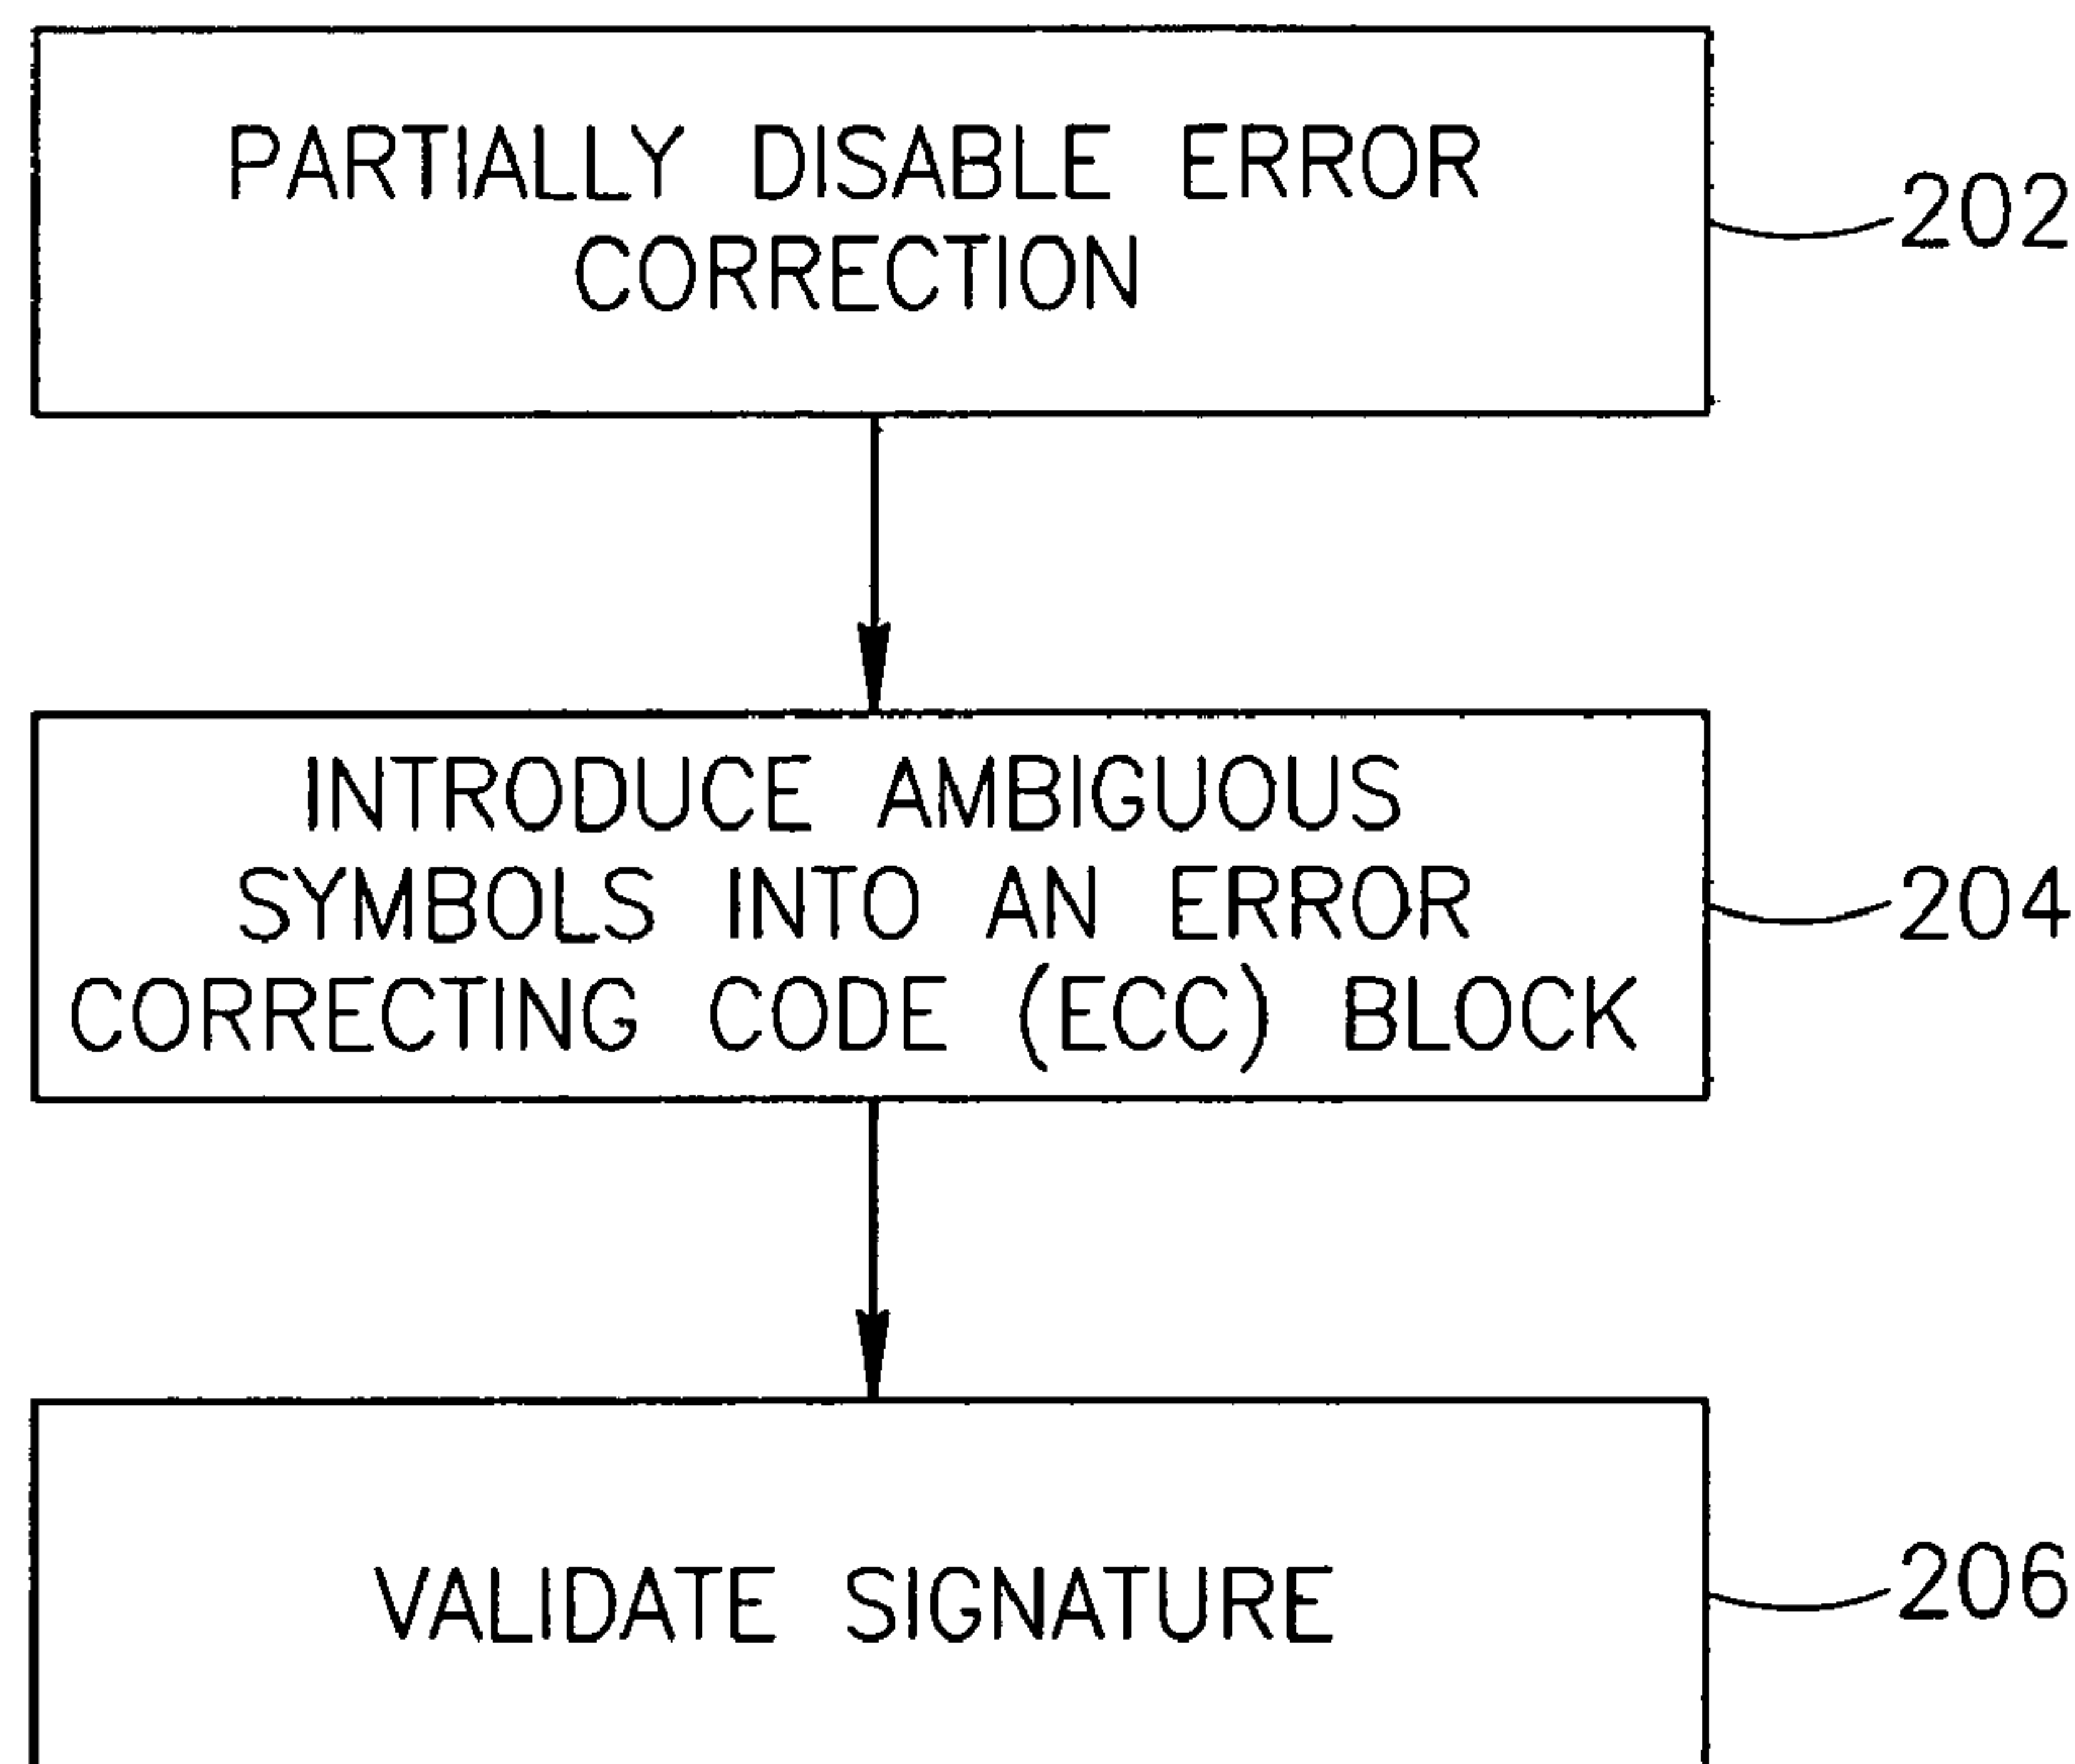 PARTIALLY DISABLE ERROR
CORRECTION
202
INTRODUCE AMBIGUOUS
SYMBOLS INTO AN ERROR
CORRECTING CODE (ECC) BLOCK
204
VALIDATE SIGNATURE
206